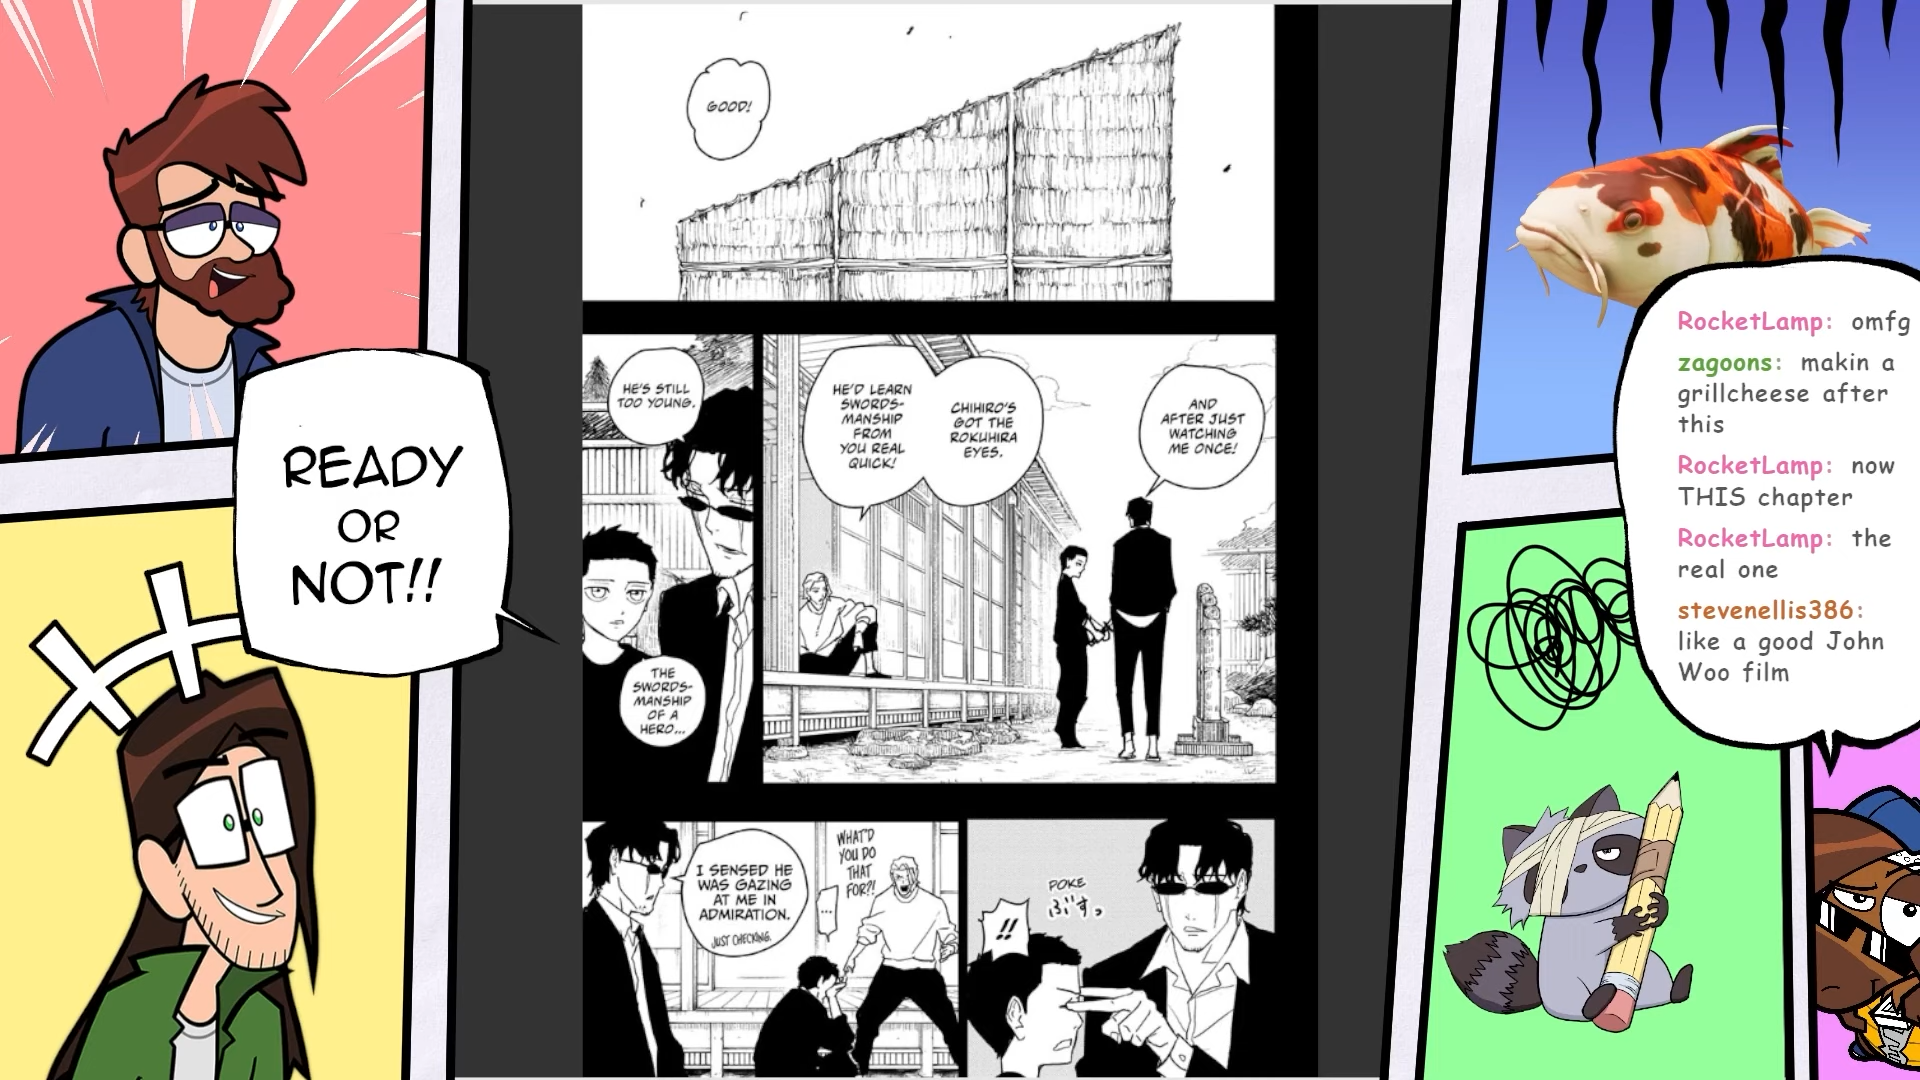 GOOD!
HE'S STILL
TOO YOUNG.
HE'D LEARN
SWORDS-
MANSHIP
FROM
YOU REAL
QUICK!
CHIHIRO'S
GOT THE
ROKUHIRA
EYES.
AND
AFTER JUST
WATCHING
ME ONCE!
THE
SWORDS-
MANSHIP
OF A
HERO...
I SENSED HE
WAS GAZING
AT ME IN
ADMIRATION.
JUST CHECKING.
WHAT'D
YOU DO
THAT
FOR?!
...
POKE
ぶすっ
!!
READY
OR
NOT!!
RocketLamp: omfg
zagoons: makin a
grillcheese after
this
RocketLamp: now
THIS chapter
RocketLamp: the
real one
stevenellis386:
like a good John
Woo film